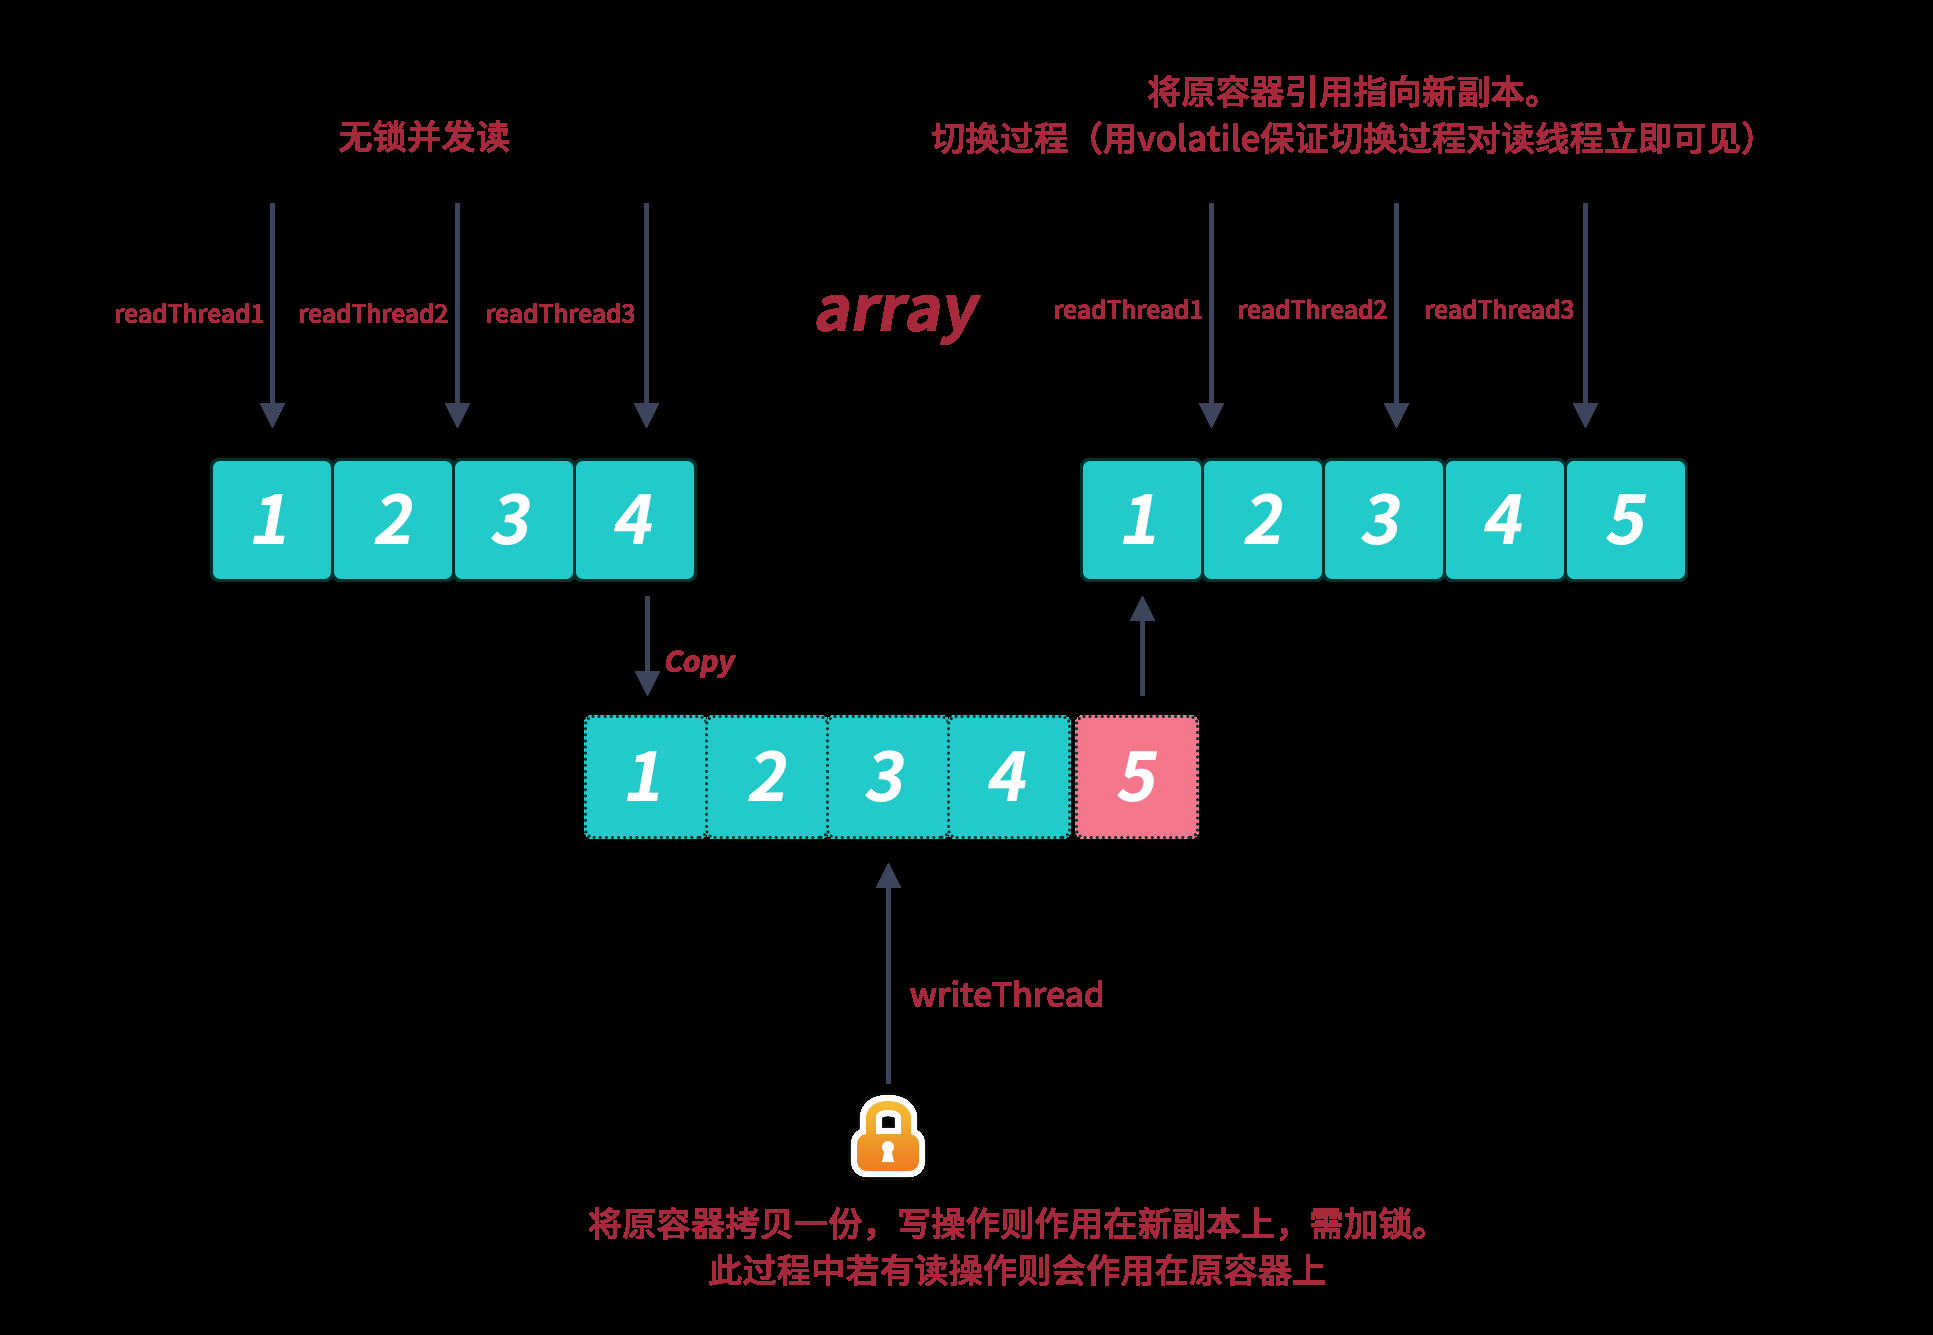 无锁并发读
将原容器引用指向新副本。
切换过程（用volatile保证切换过程对读线程立即可见）
readThread1
readThread2
readThread3
array
readThread1
readThread2
readThread3
1 2 3 4
1 2 3 4 5
Copy
1 2 3 4 5
writeThread
将原容器拷贝一份，写操作则作用在新副本上，需加锁。
此过程中若有读操作则会作用在原容器上